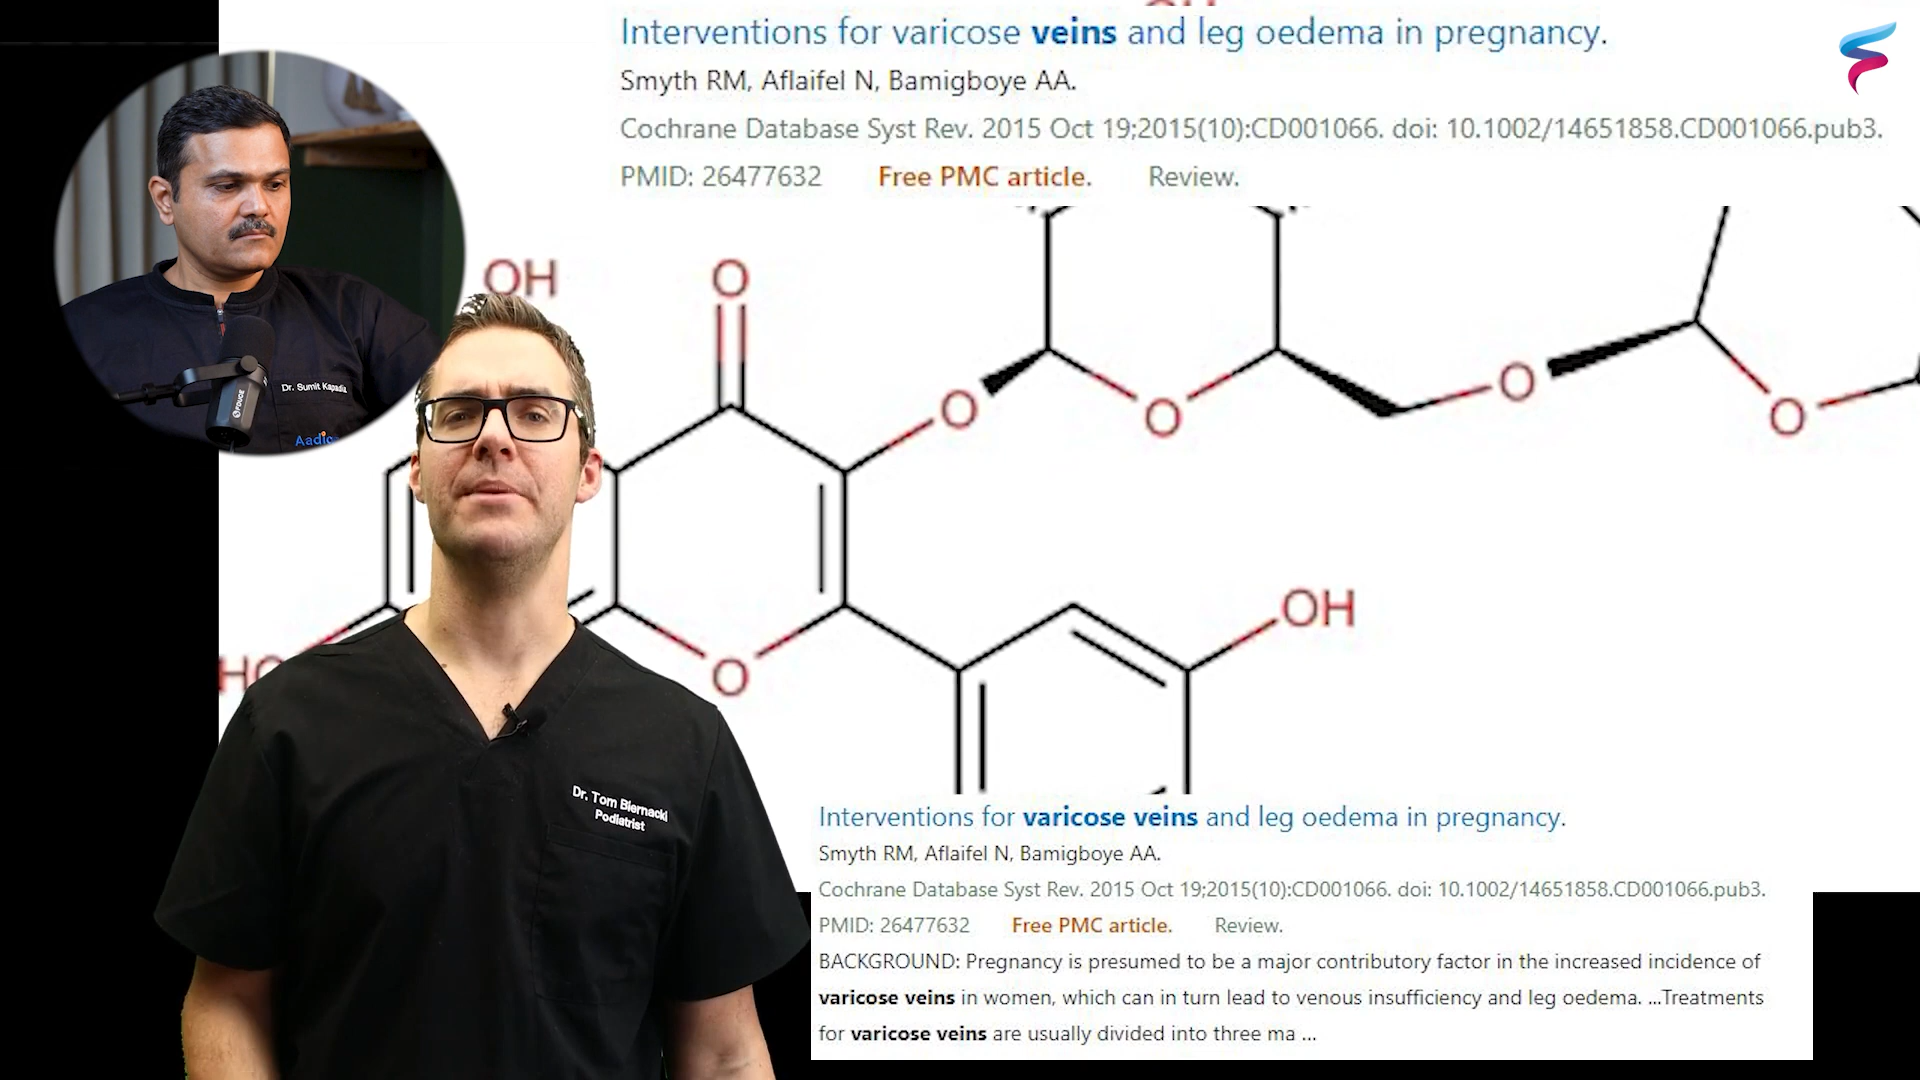 Interventions for varicose veins and leg oedema in pregnancy.
Smyth RM, Aflaifel N, Bamigboye AA.
Cochrane Database Syst Rev. 2015 Oct 19;2015(10):CD001066. doi: 10.1002/14651858.CD001066.pub3.
PMID: 26477632 Free PMC article. Review.
OH
O
O
O
O
O
Dr. Sumit Kapadia
OH
HO
O
Dr. Tom Biernacki
Podiatrist
Interventions for varicose veins and leg oedema in pregnancy.
Smyth RM, Aflaifel N, Bamigboye AA.
Cochrane Database Syst Rev. 2015 Oct 19;2015(10):CD001066. doi: 10.1002/14651858.CD001066.pub3.
PMID: 26477632 Free PMC article. Review.
BACKGROUND: Pregnancy is presumed to be a major contributory factor in the increased incidence of
varicose veins in women, which can in turn lead to venous insufficiency and leg oedema. ...Treatments
for varicose veins are usually divided into three ma ...